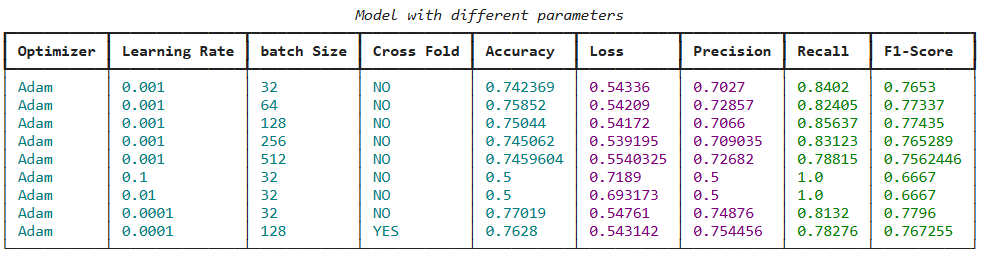 Model with different parameters
Optimizer Learning Rate batch Size Cross Fold Accuracy Loss Precision Recall F1-Score
Adam 0.001 32 NO 0.742369 0.54336 0.7027 0.8402 0.7653
Adam 0.001 64 NO 0.75852 0.54209 0.72857 0.82405 0.77337
Adam 0.001 128 NO 0.75044 0.54172 0.7066 0.85637 0.77435
Adam 0.001 256 NO 0.745062 0.539195 0.709035 0.83123 0.765289
Adam 0.001 512 NO 0.7459604 0.5540325 0.72682 0.78815 0.7562446
Adam 0.1 32 NO 0.5 0.7189 0.5 1.0 0.6667
Adam 0.01 32 NO 0.5 0.693173 0.5 1.0 0.6667
Adam 0.0001 32 NO 0.77019 0.54761 0.74876 0.8132 0.7796
Adam 0.0001 128 YES 0.7628 0.543142 0.754456 0.78276 0.767255